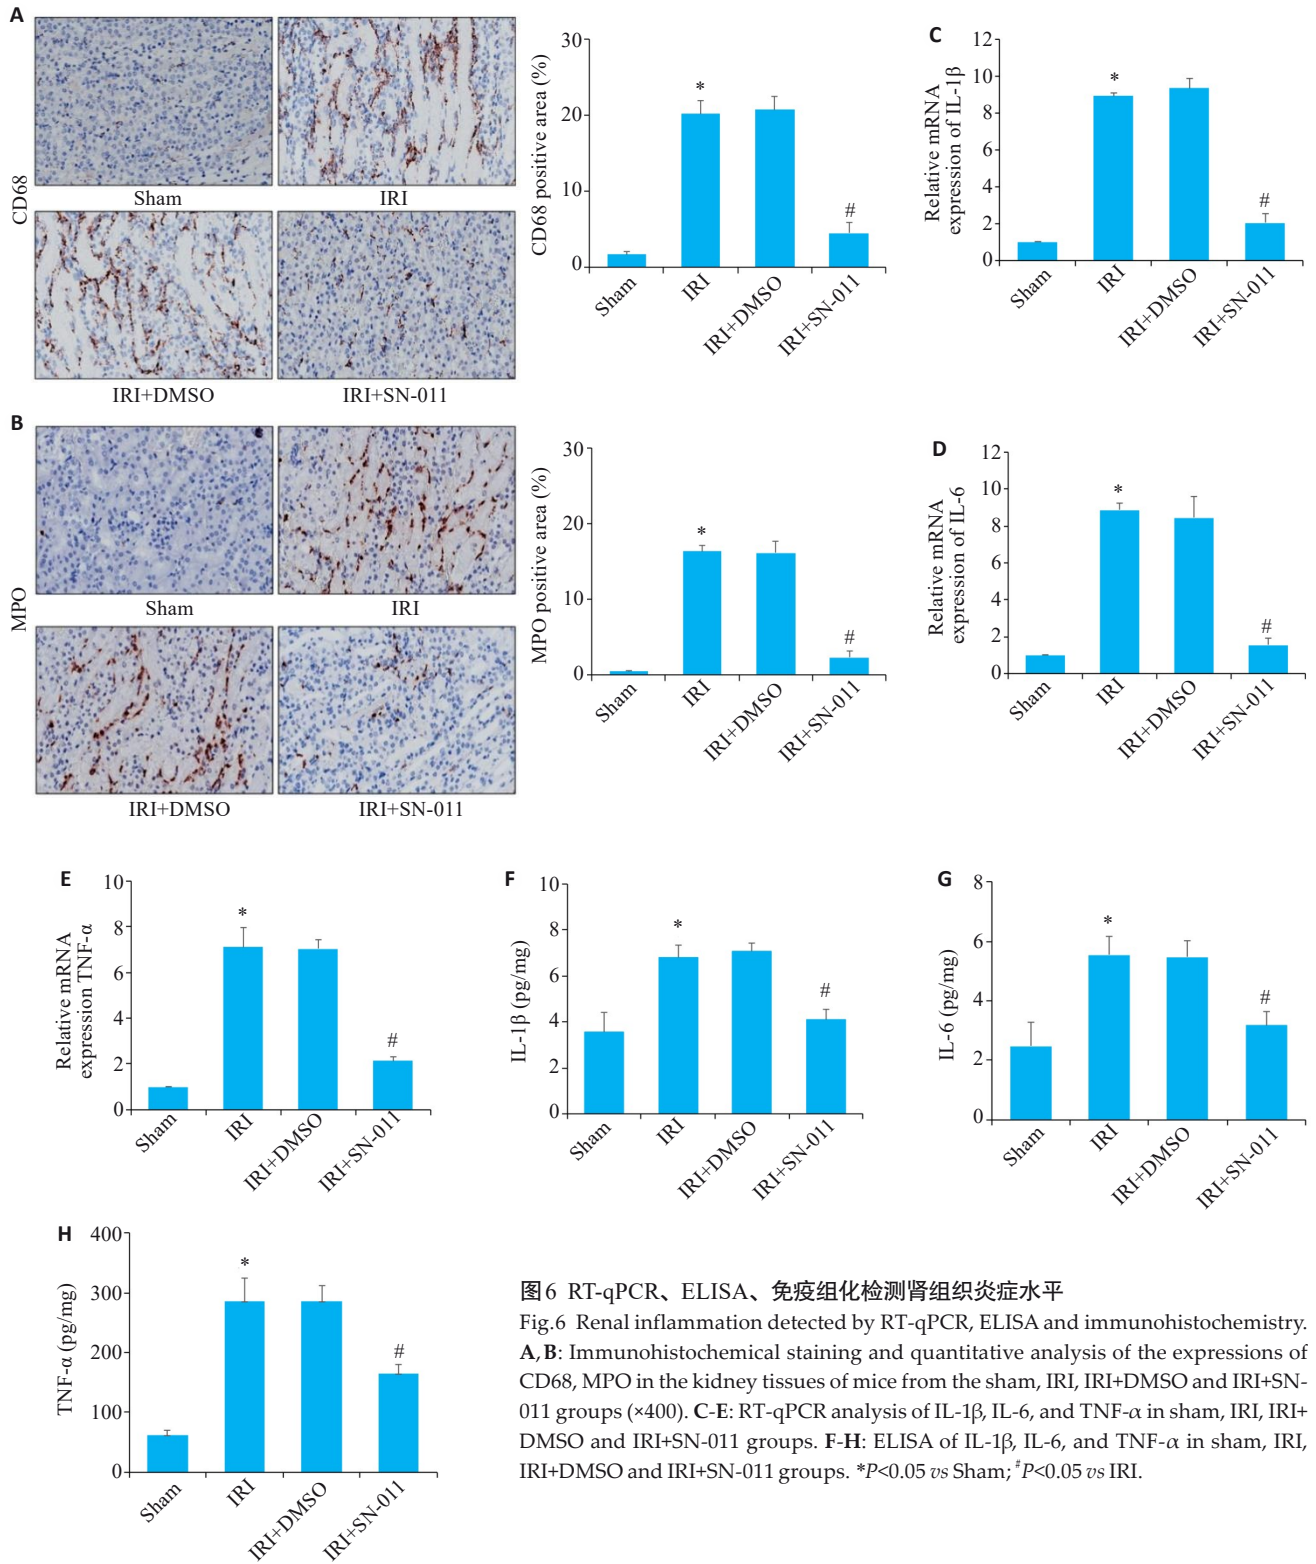 A
CD68
Sham
IRI
IRI+DMSO
IRI+SN-011
CD68 positive area (%)
30
20
10
0
*
#
Sham
IRI
IRI+DMSO
IRI+SN-011
C
Relative mRNA
expression of IL-1β
12
10
8
6
4
2
0
*
#
Sham
IRI
IRI+DMSO
IRI+SN-011
B
MPO
Sham
IRI
IRI+DMSO
IRI+SN-011
MPO positive area (%)
30
20
10
0
*
#
Sham
IRI
IRI+DMSO
IRI+SN-011
D
Relative mRNA
expression of IL-6
12
10
8
6
4
2
0
*
#
Sham
IRI
IRI+DMSO
IRI+SN-011
E
Relative mRNA
expression TNF-α
10
8
6
4
2
0
*
#
Sham
IRI
IRI+DMSO
IRI+SN-011
F
IL-1β (pg/mg)
10
8
6
4
2
0
*
#
Sham
IRI
IRI+DMSO
IRI+SN-011
G
IL-6 (pg/mg)
8
6
4
2
0
*
#
Sham
IRI
IRI+DMSO
IRI+SN-011
H
TNF-α (pg/mg)
400
300
200
100
0
*
#
Sham
IRI
IRI+DMSO
IRI+SN-011
图6 RT-qPCR、ELISA、免疫组化检测肾组织炎症水平
Fig.6 Renal inflammation detected by RT-qPCR, ELISA and immunohistochemistry.
A, B: Immunohistochemical staining and quantitative analysis of the expressions of
CD68, MPO in the kidney tissues of mice from the sham, IRI, IRI+DMSO and IRI+SN-
011 groups (×400). C-E: RT-qPCR analysis of IL-1β, IL-6, and TNF-α in sham, IRI, IRI+
DMSO and IRI+SN-011 groups. F-H: ELISA of IL-1β, IL-6, and TNF-α in sham, IRI,
IRI+DMSO and IRI+SN-011 groups. *P<0.05 vs Sham; #P<0.05 vs IRI.